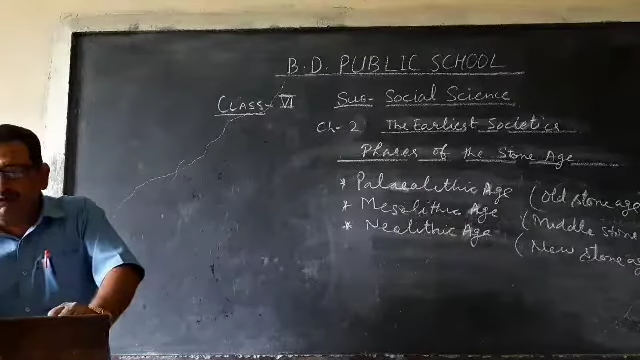 B.D. PUBLIC SCHOOL
CLASS- VI
Sub- Social Science
Ch- 2 The Earliest Societies
Phases of the Stone Age
* Palaeolithic Age (Old Stone age
* Mesolithic Age (Middle Stone
* Neolithic Age (New Stone ag